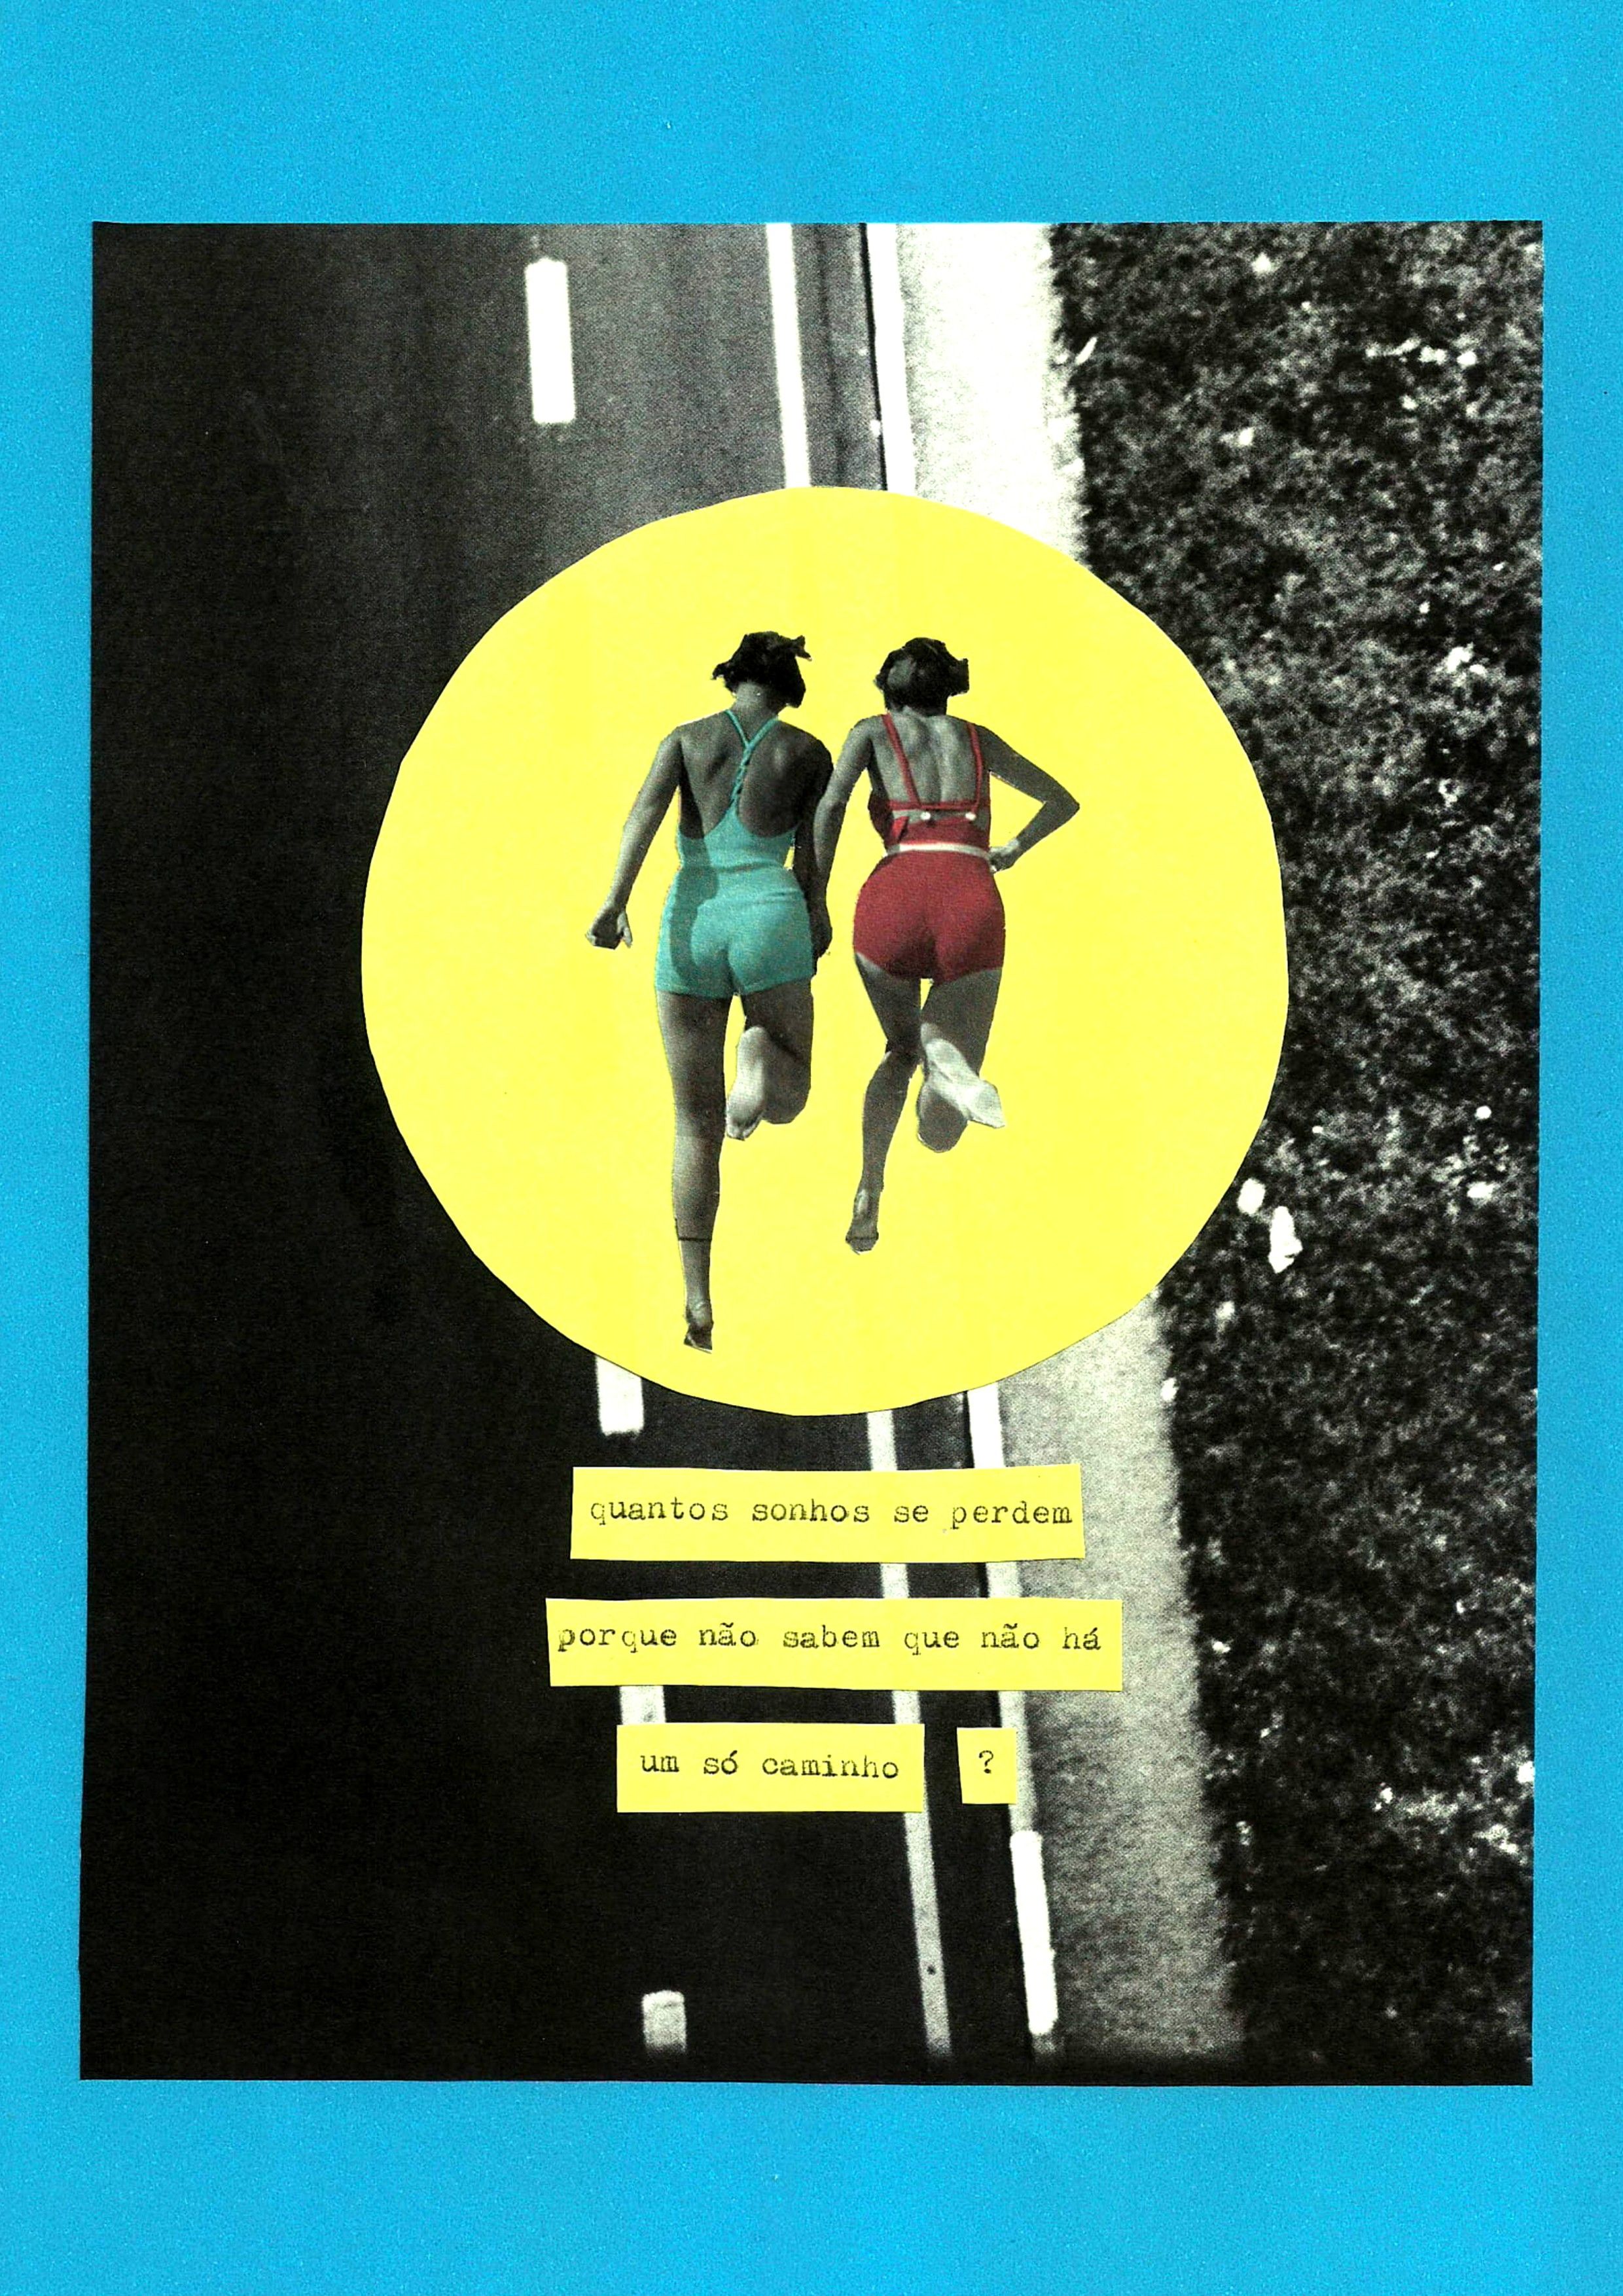 quantos sonhos se perdem
porque não sabem que não há
um só caminho ?